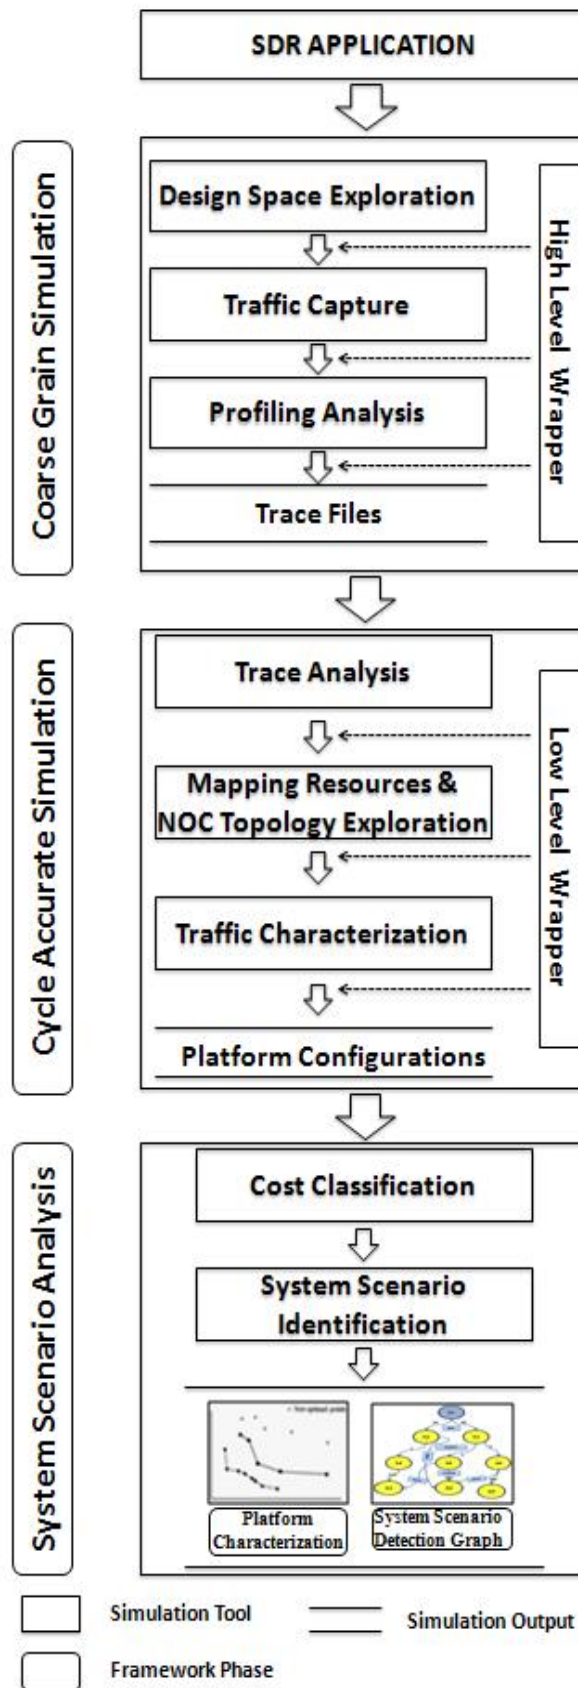 SDR APPLICATION
Coarse Grain Simulation
Design Space Exploration
Traffic Capture
Profiling Analysis
Trace Files
High Level Wrapper
Cycle Accurate Simulation
Trace Analysis
Mapping Resources &
NOC Topology Exploration
Traffic Characterization
Platform Configurations
Low Level Wrapper
System Scenario Analysis
Cost Classification
System Scenario
Identification
Platform
Characterization
System Scenario
Detection Graph
Simulation Tool
Simulation Output
Framework Phase